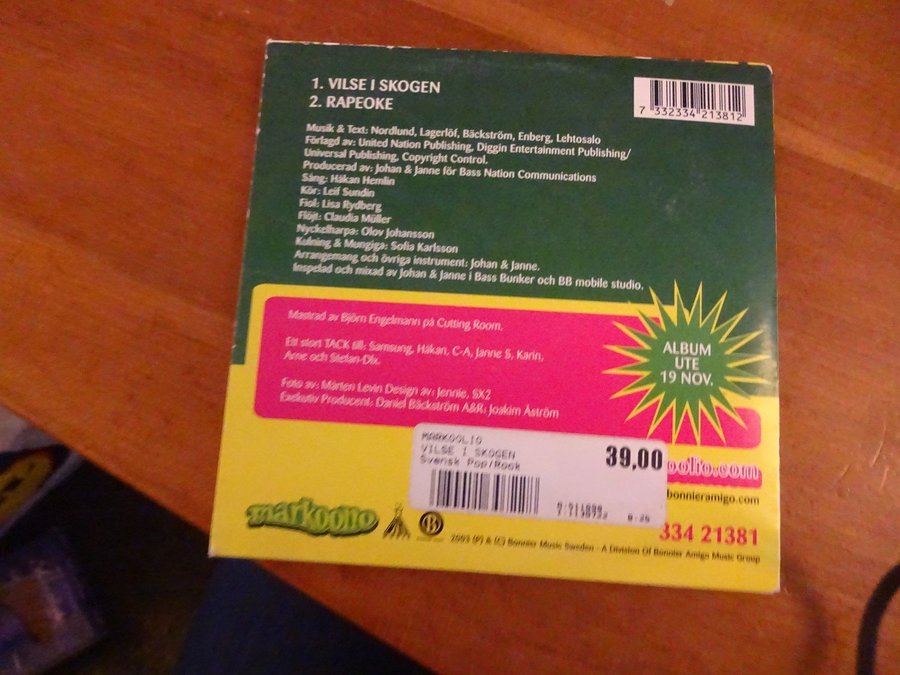 1. VILSE I SKOGEN
2. RAPEOKE
7 332334 213812
Musik & Text: Nordlund, Lagerlöf, Bäckström, Enberg, Lehtosalo
Förlagd av: United Nation Publishing, Diggin Entertainment Publishing/
Universal Publishing, Copyright Control.
Producerad av: Johan & Janne för Bass Nation Communications
Sång: Håkan Hemlin
Kör: Leif Sundin
Fiol: Lisa Rydberg
Flöjt: Claudia Müller
Nyckelharpa: Olov Johansson
Kulning & Mungiga: Sofia Karlsson
Arrangemang och övriga instrument: Johan & Janne.
Inspelad och mixad av Johan & Janne i Bass Bunker och BB mobile studio.
Mastrad av Björn Engelmann på Cutting Room.
Ett stort TACK till: Samsung, Håkan, C-A, Janne S, Karin,
Arne och Stefan-Dlx.
Foto av: Mårten Levin Design av: Jennie, SX2
Exekutiv Producent: Daniel Bäckström A&R: Joakim Åström
ALBUM
UTE
19 NOV.
MARKOOLIO
VILSE I SKOGEN
Svensk Pop/Rock
39,00
oolio.com
bonnieramigo.com
334 21381
markoolio
B
2003 (P) & (C) Bonnier Music Sweden - A Division Of Bonnier Amigo Music Group